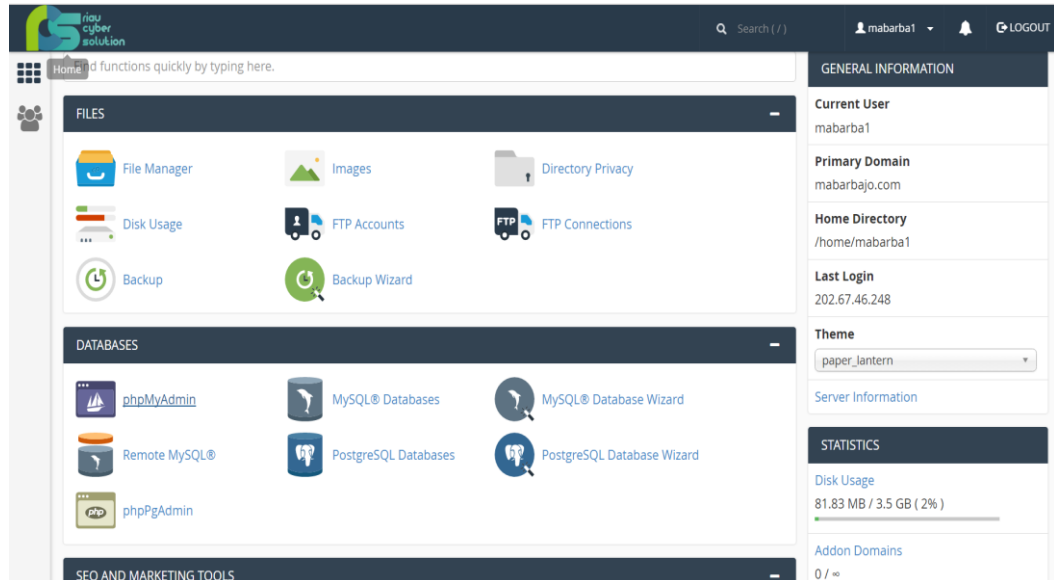 riau
cyber
solution
Search ( / )
mabarba1
LOGOUT
Home
Find functions quickly by typing here.
FILES
File Manager
Images
Directory Privacy
Disk Usage
FTP Accounts
FTP
FTP Connections
Backup
Backup Wizard
DATABASES
phpMyAdmin
MySQL® Databases
MySQL® Database Wizard
Remote MySQL®
PostgreSQL Databases
PostgreSQL Database Wizard
php
phpPgAdmin
SEO AND MARKETING TOOLS
GENERAL INFORMATION
Current User
mabarba1
Primary Domain
mabarbajo.com
Home Directory
/home/mabarba1
Last Login
202.67.46.248
Theme
paper_lantern
Server Information
STATISTICS
Disk Usage
81.83 MB / 3.5 GB ( 2% )
Addon Domains
0 / ∞